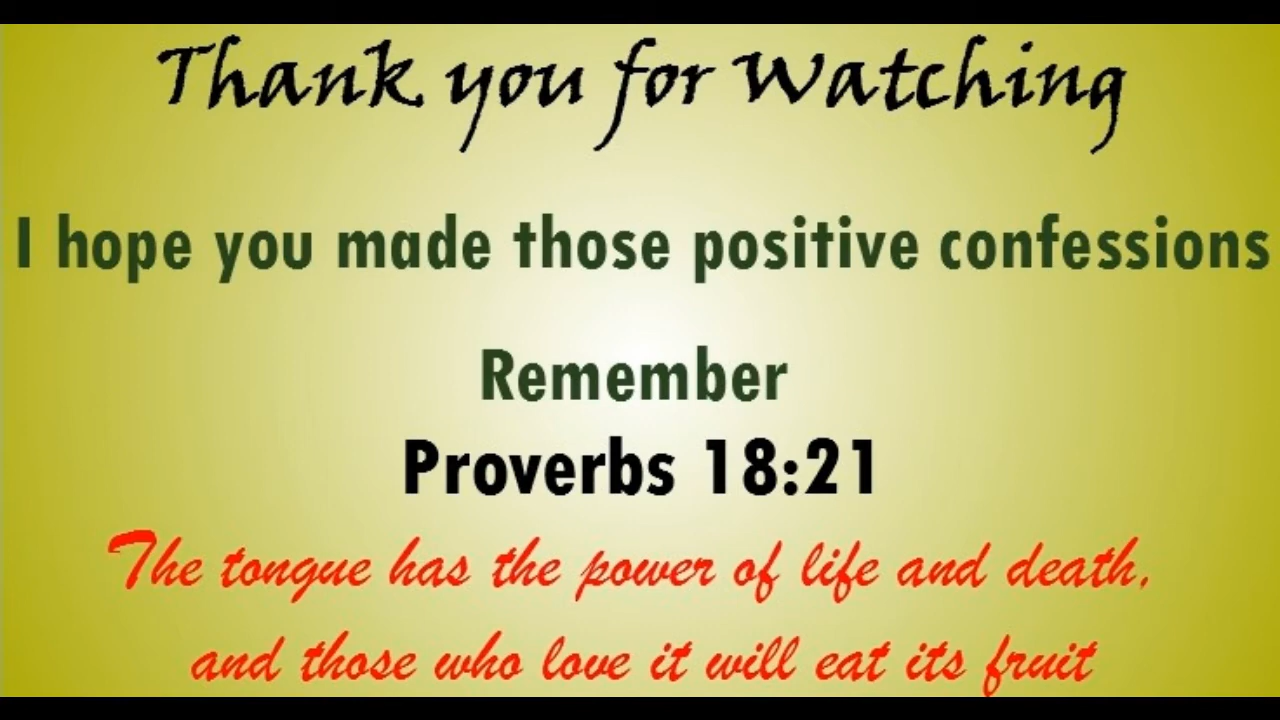 Thank you for Watching
I hope you made those positive confessions
Remember
Proverbs 18:21
The tongue has the power of life and death,
and those who love it will eat its fruit